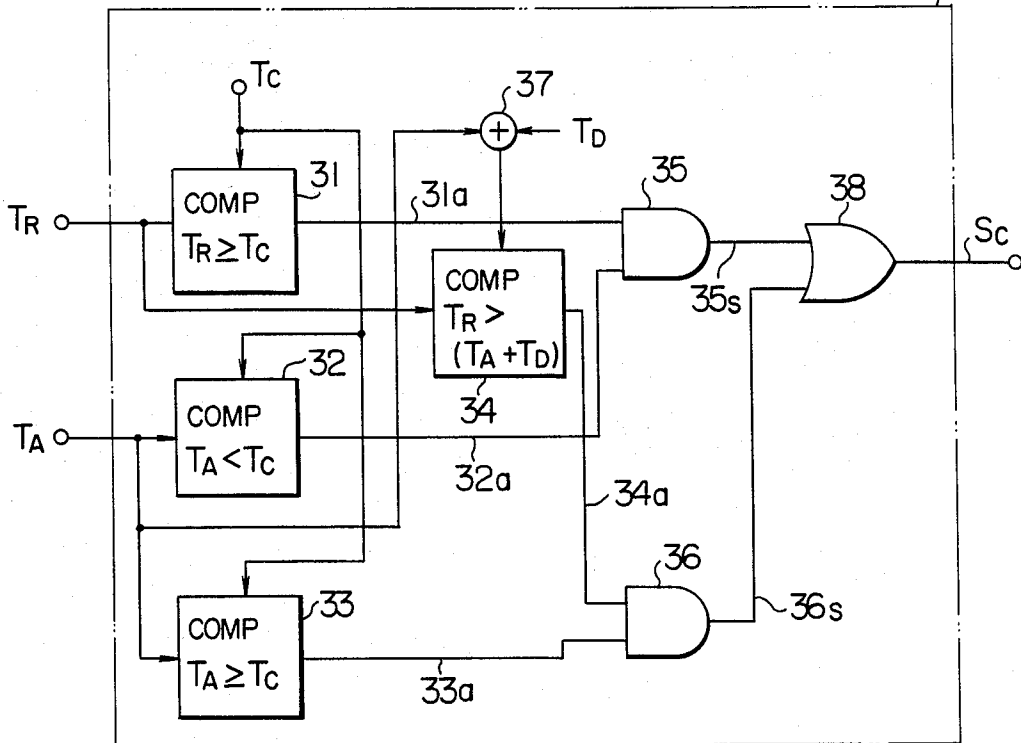 Tc
37
TD
31
COMP
TR ≥ Tc
31a
35
38
Sc
TR
COMP
TR >
(TA + TD)
34
35s
32
COMP
TA < Tc
TA
32a
34a
36
33
COMP
TA ≥ Tc
33a
36s